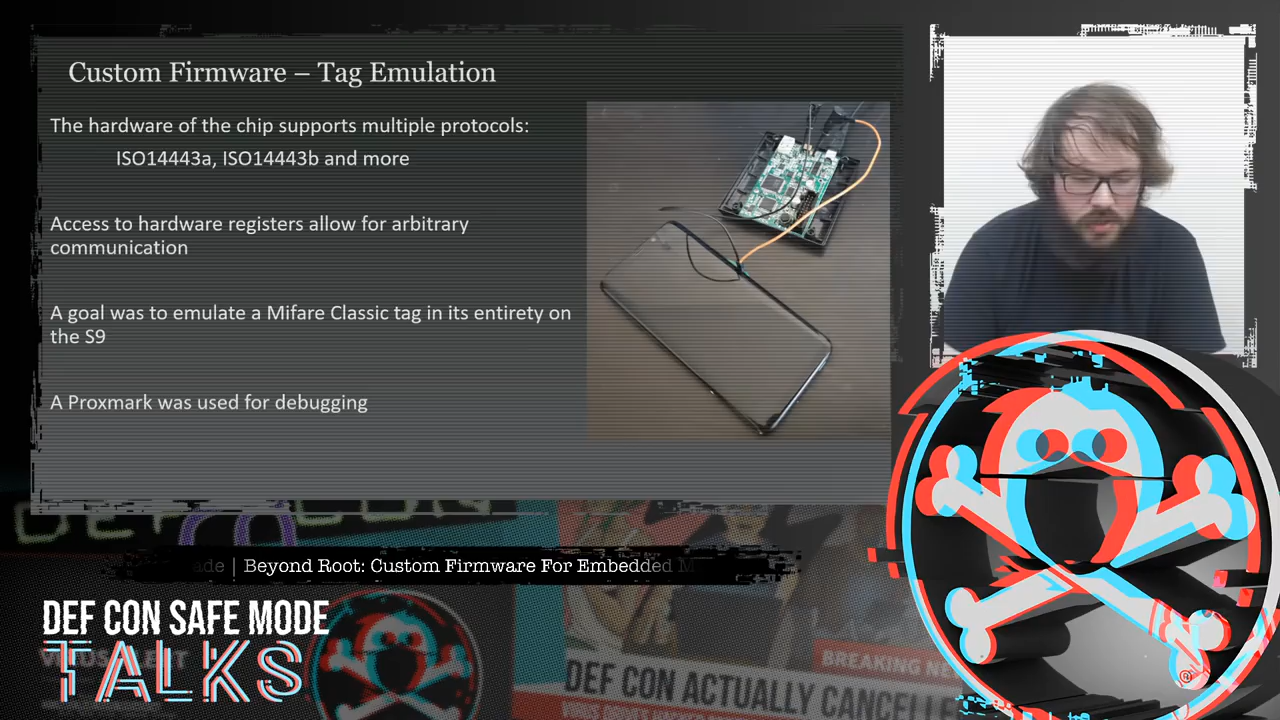 Custom Firmware – Tag Emulation
The hardware of the chip supports multiple protocols:
ISO14443a, ISO14443b and more
Access to hardware registers allow for arbitrary
communication
A goal was to emulate a Mifare Classic tag in its entirety on
the S9
A Proxmark was used for debugging
ade | Beyond Root: Custom Firmware For Embedded M
DEF CON SAFE MODE
TALKS
DEF CON
BREAKING NE
DEF CON ACTUALLY CANCELLE
®